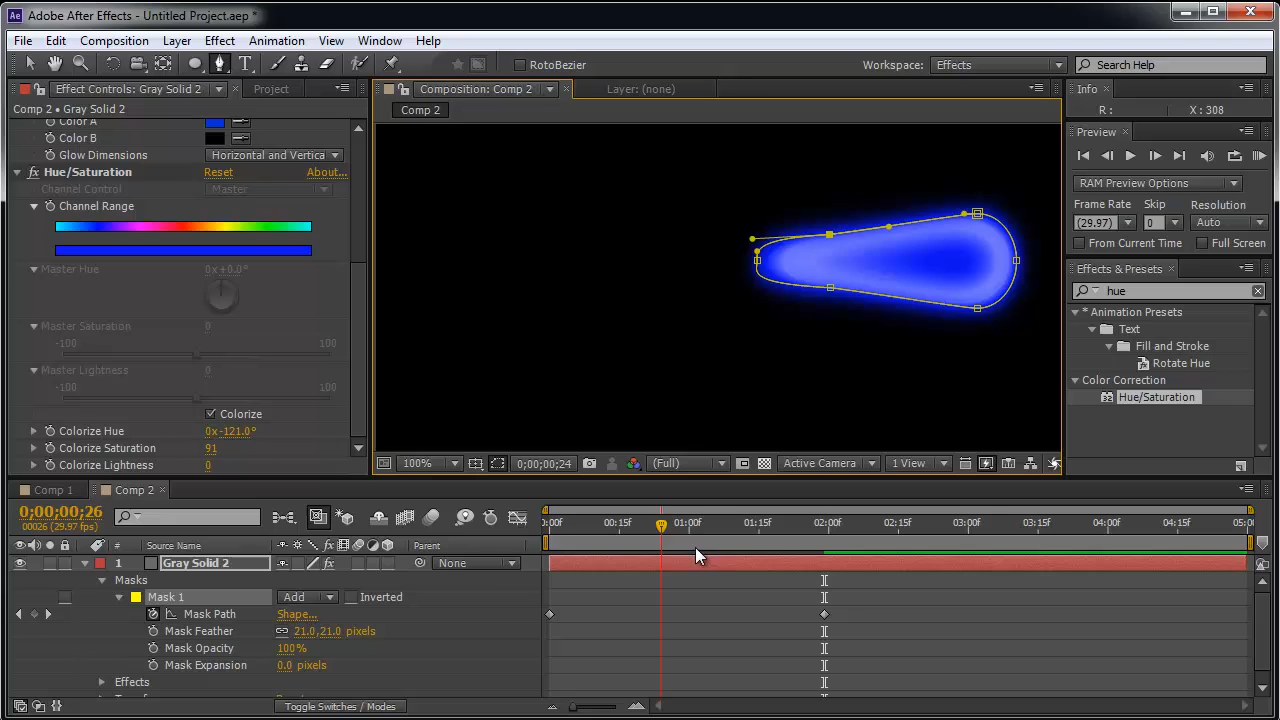 Adobe After Effects - Untitled Project.aep *
File Edit Composition Layer Effect Animation View Window Help
RotoBezier Workspace: Effects Search Help
Effect Controls: Gray Solid 2 Project Composition: Comp 2 Layer: (none) Info
Comp 2 • Gray Solid 2 Comp 2 R : X : 308
Color A
Color B
Glow Dimensions Horizontal and Vertica
fx Hue/Saturation Reset About...
Channel Control Master
Channel Range
Master Hue 0x+0.0°
Master Saturation 0
-100 100
Master Lightness 0
-100 100
Colorize
Colorize Hue 0x-121.0°
Colorize Saturation 91
Colorize Lightness 0
100% 0;00;00;24 (Full) Active Camera 1 View
Preview
RAM Preview Options
Frame Rate Skip Resolution
(29.97) 0 Auto
From Current Time Full Screen
Effects & Presets
hue
* Animation Presets
Text
Fill and Stroke
Rotate Hue
Color Correction
32 Hue/Saturation
Comp 1 Comp 2
0;00;00;26
00026 (29.97 fps)
0:00f 00:15f 01:00f 01:15f 02:00f 02:15f 03:00f 03:15f 04:00f 04:15f 05:0
# Source Name Parent
1 Gray Solid 2 fx None
Masks
Mask 1 Add Inverted
Mask Path Shape...
Mask Feather 21.0,21.0 pixels
Mask Opacity 100%
Mask Expansion 0.0 pixels
Effects
Toggle Switches / Modes